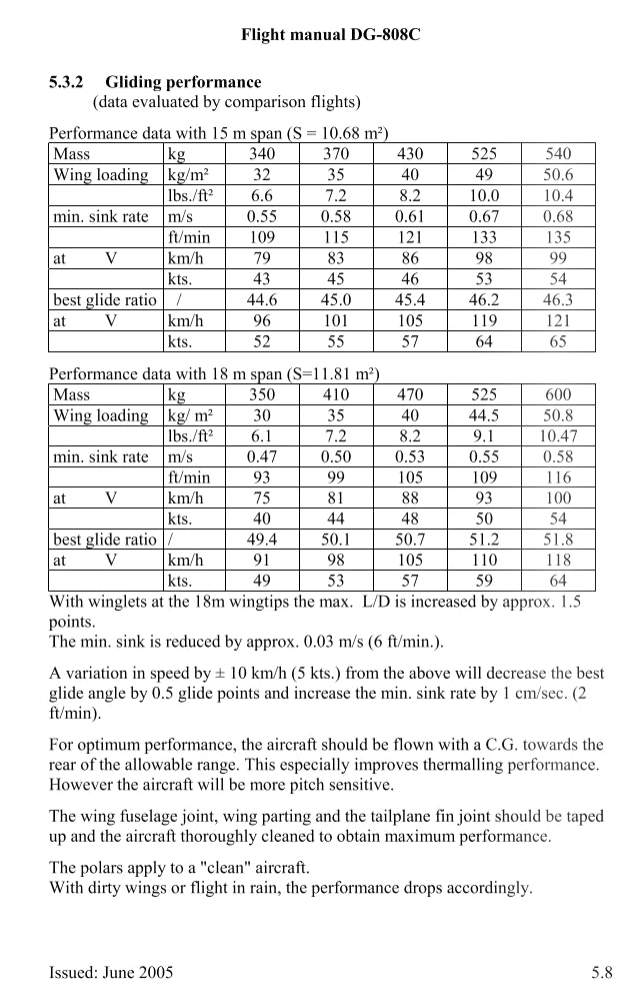 Flight manual DG-808C
5.3.2 Gliding performance
(data evaluated by comparison flights)
Performance data with 15 m span (S = 10.68 m²)
Mass kg 340 370 430 525 540
Wing loading kg/m² 32 35 40 49 50.6
lbs./ft² 6.6 7.2 8.2 10.0 10.4
min. sink rate m/s 0.55 0.58 0.61 0.67 0.68
ft/min 109 115 121 133 135
at V km/h 79 83 86 98 99
kts. 43 45 46 53 54
best glide ratio / 44.6 45.0 45.4 46.2 46.3
at V km/h 96 101 105 119 121
kts. 52 55 57 64 65
Performance data with 18 m span (S=11.81 m²)
Mass kg 350 410 470 525 600
Wing loading kg/ m² 30 35 40 44.5 50.8
lbs./ft² 6.1 7.2 8.2 9.1 10.47
min. sink rate m/s 0.47 0.50 0.53 0.55 0.58
ft/min 93 99 105 109 116
at V km/h 75 81 88 93 100
kts. 40 44 48 50 54
best glide ratio / 49.4 50.1 50.7 51.2 51.8
at V km/h 91 98 105 110 118
kts. 49 53 57 59 64
With winglets at the 18m wingtips the max. L/D is increased by approx. 1.5
points.
The min. sink is reduced by approx. 0.03 m/s (6 ft/min.).
A variation in speed by ± 10 km/h (5 kts.) from the above will decrease the best
glide angle by 0.5 glide points and increase the min. sink rate by 1 cm/sec. (2
ft/min).
For optimum performance, the aircraft should be flown with a C.G. towards the
rear of the allowable range. This especially improves thermalling performance.
However the aircraft will be more pitch sensitive.
The wing fuselage joint, wing parting and the tailplane fin joint should be taped
up and the aircraft thoroughly cleaned to obtain maximum performance.
The polars apply to a "clean" aircraft.
With dirty wings or flight in rain, the performance drops accordingly.
Issued: June 2005 5.8